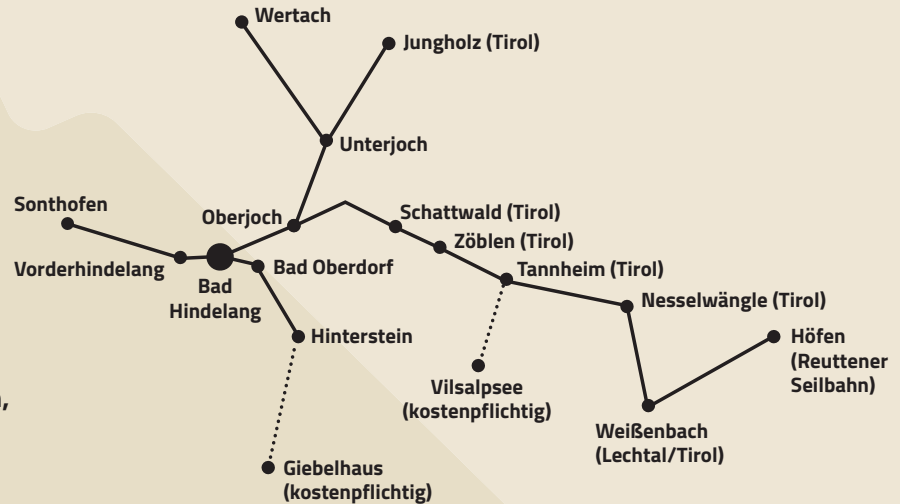 Wertach
Jungholz (Tirol)
Unterjoch
Sonthofen
Oberjoch
Schattwald (Tirol)
Zöblen (Tirol)
Vorderhindelang
Bad Oberdorf
Tannheim (Tirol)
Bad
Hindelang
Nesselwängle (Tirol)
Hinterstein
Höfen
(Reuttener
Seilbahn)
Vilsalpsee
(kostenpflichtig)
Weißenbach
(Lechtal/Tirol)
Giebelhaus
(kostenpflichtig)